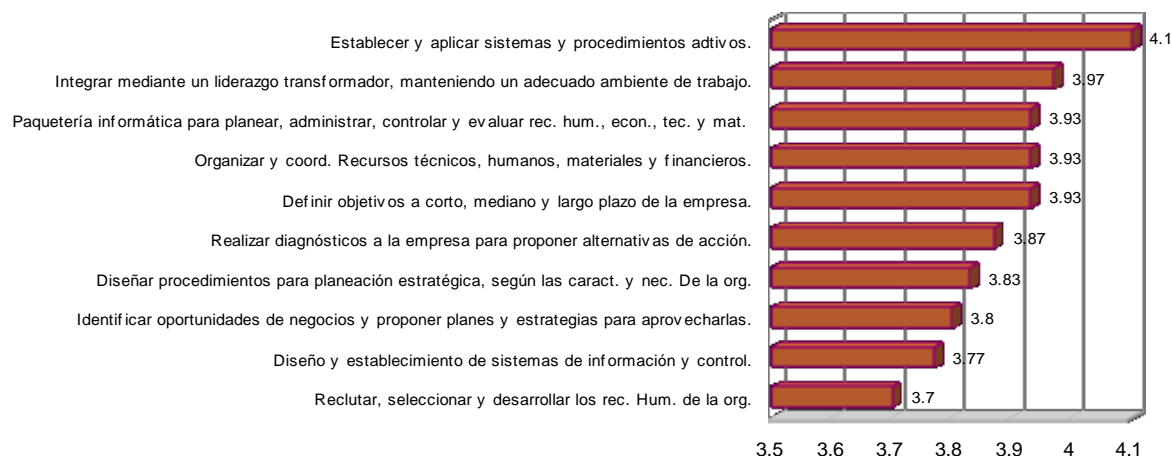 Establecer y aplicar sistemas y procedimientos adtivos.
4.1
Integrar mediante un liderazgo transformador, manteniendo un adecuado ambiente de trabajo.
3.97
Paquetería informática para planear, administrar, controlar y evaluar rec. hum., econ., tec. y mat.
3.93
Organizar y coord. Recursos técnicos, humanos, materiales y financieros.
3.93
Definir objetivos a corto, mediano y largo plazo de la empresa.
3.93
Realizar diagnósticos a la empresa para proponer alternativas de acción.
3.87
Diseñar procedimientos para planeación estratégica, según las caract. y nec. De la org.
3.83
Identificar oportunidades de negocios y proponer planes y estrategias para aprovecharlas.
3.8
Diseño y establecimiento de sistemas de información y control.
3.77
Reclutar, seleccionar y desarrollar los rec. Hum. de la org.
3.7
3.5 3.6 3.7 3.8 3.9 4 4.1